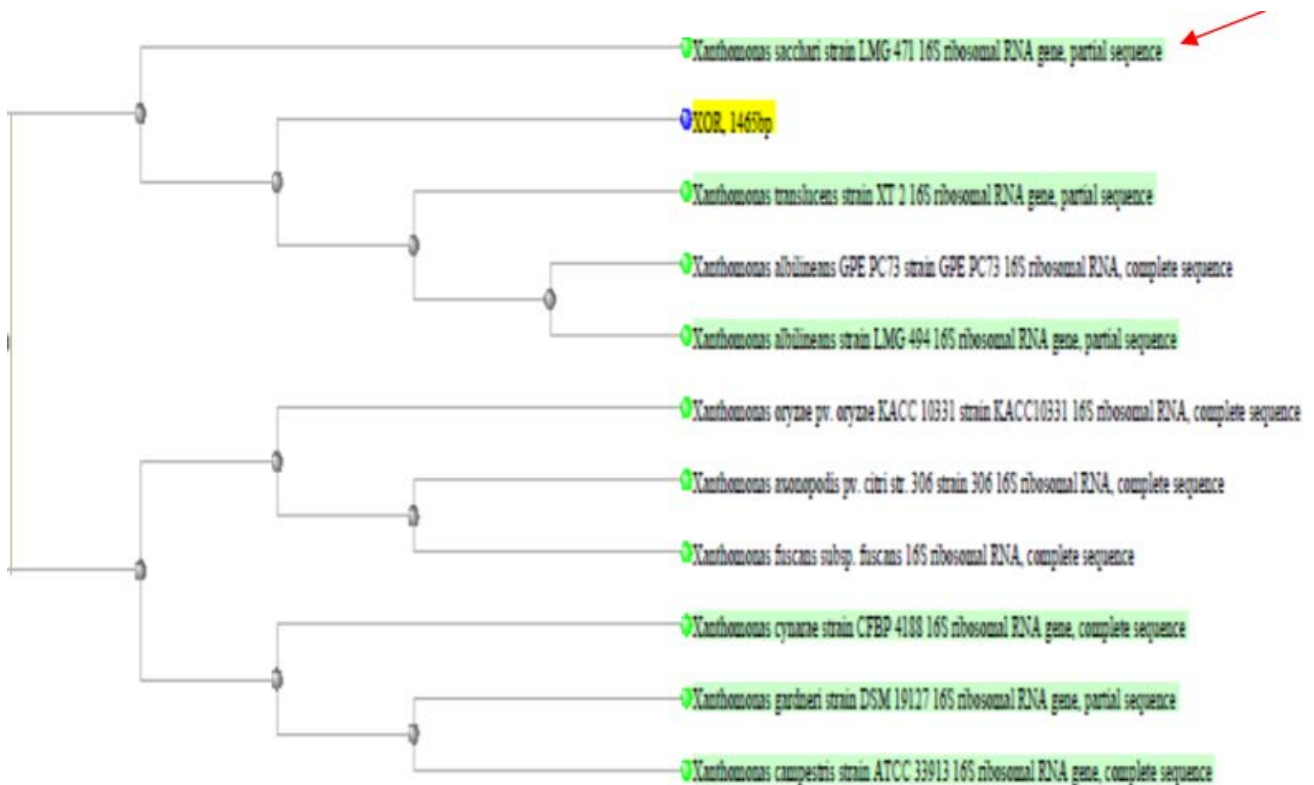 Xanthomonas sacchari strain LMG 471 16S ribosomal RNA gene, partial sequence
XOR, 1465bp
Xanthomonas translucens strain XT 2 16S ribosomal RNA gene, partial sequence
Xanthomonas albilineans GPE PC73 strain GPE PC73 16S ribosomal RNA, complete sequence
Xanthomonas albilineans strain LMG 494 16S ribosomal RNA gene, partial sequence
Xanthomonas oryzae pv. oryzae KACC 10331 strain KACC10331 16S ribosomal RNA, complete sequence
Xanthomonas axonopodis pv. citri str. 306 strain 306 16S ribosomal RNA, complete sequence
Xanthomonas fuscans subsp. fuscans 16S ribosomal RNA, complete sequence
Xanthomonas cynarae strain CFBP 4188 16S ribosomal RNA gene, complete sequence
Xanthomonas gardneri strain DSM 19127 16S ribosomal RNA gene, partial sequence
Xanthomonas campestris strain ATCC 33913 16S ribosomal RNA gene, complete sequence